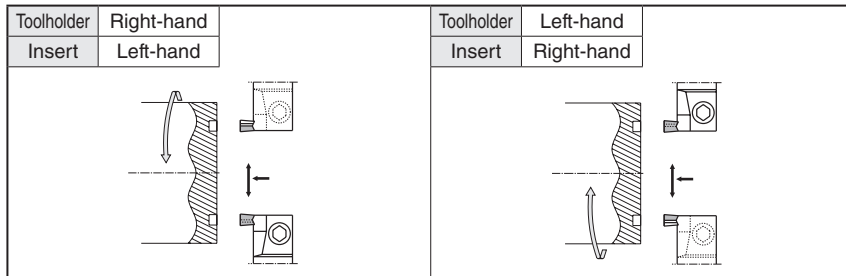 Toolholder Right-hand
Insert Left-hand
Toolholder Left-hand
Insert Right-hand